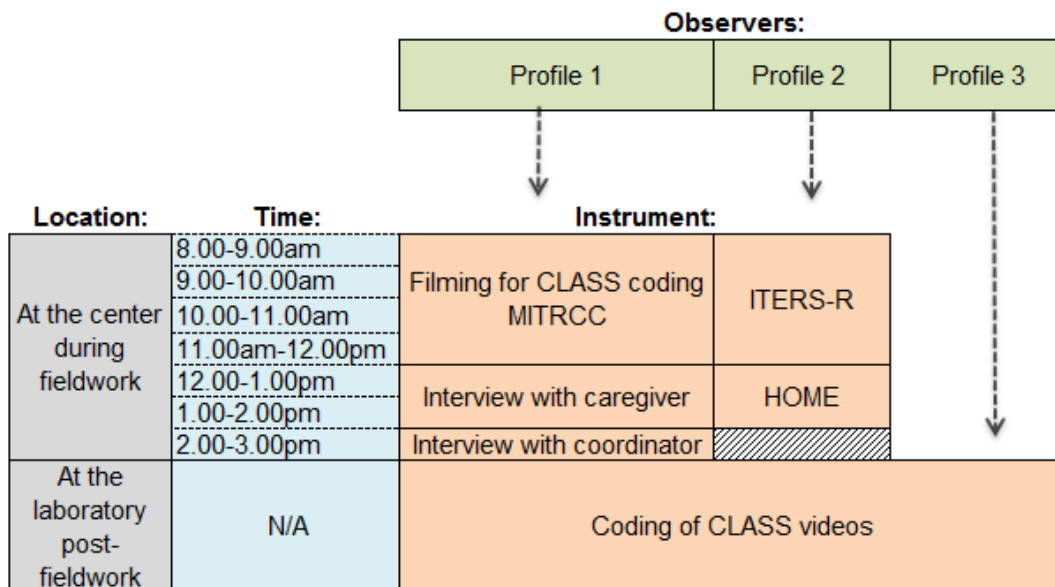 Observers:
Profile 1
Profile 2
Profile 3
Location:
Time:
Instrument:
At the center
during
fieldwork
8.00-9.00am
9.00-10.00am
10.00-11.00am
11.00am-12.00pm
12.00-1.00pm
1.00-2.00pm
2.00-3.00pm
Filming for CLASS coding
MITRCC
ITERS-R
Interview with caregiver
HOME
Interview with coordinator
At the
laboratory
post-
fieldwork
N/A
Coding of CLASS videos